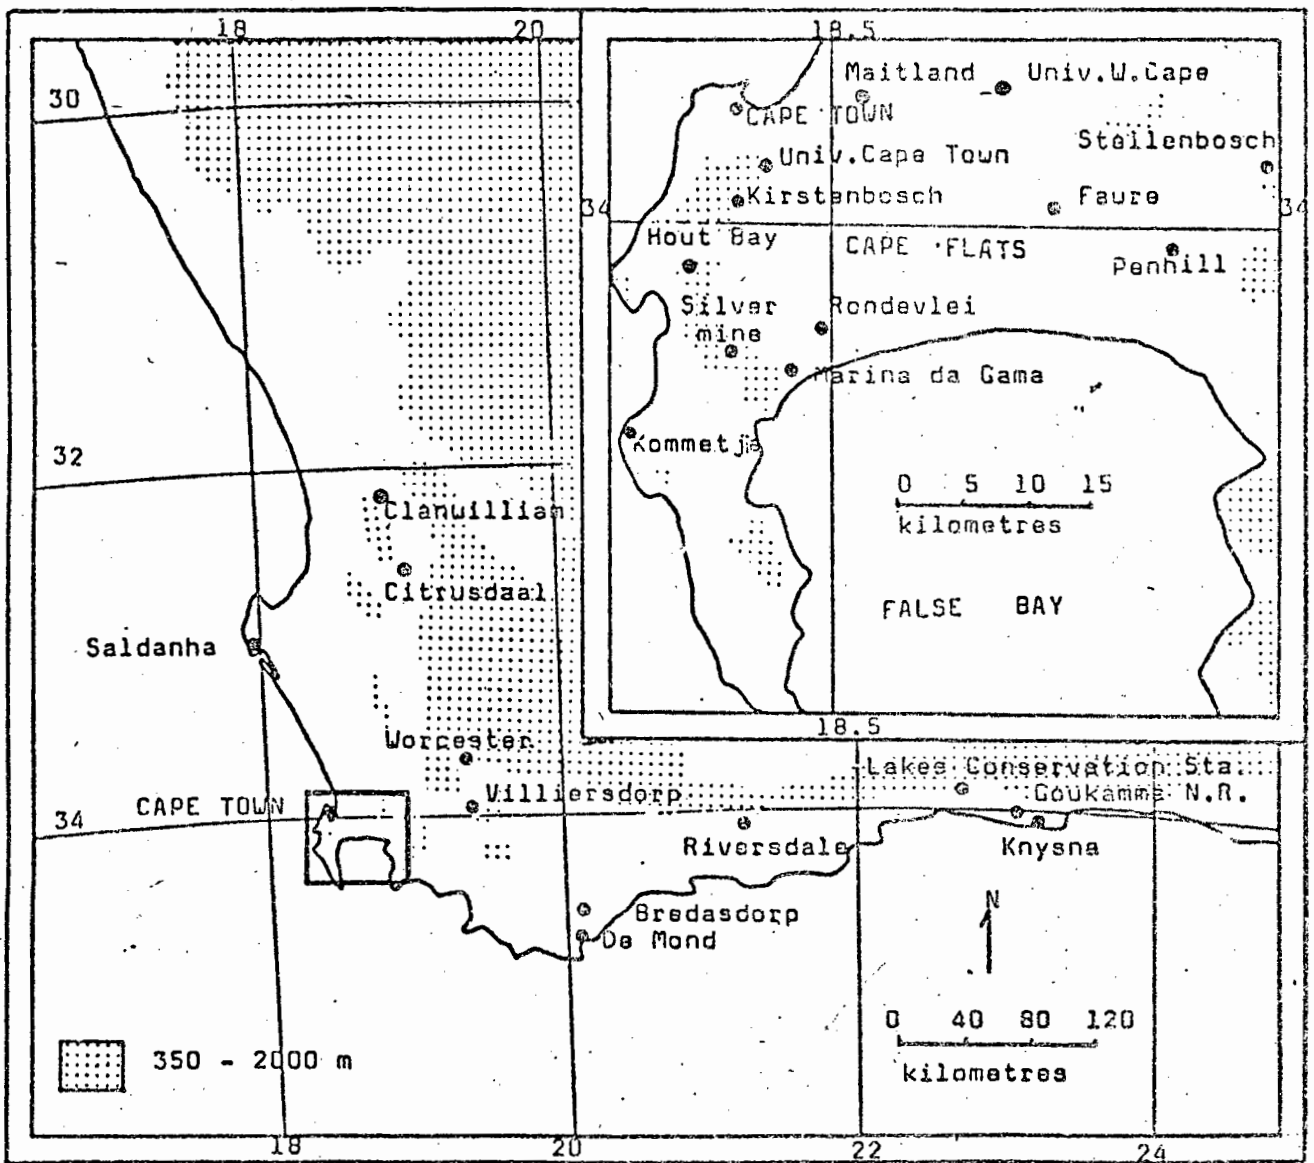 18
20
18.5
30
Maitland
Univ.W.Cape
CAPE TOWN
Stellenbosch
Univ.Cape Town
Kirstenbosch
Faure
34
34
Hout Bay
CAPE FLATS
Penhill
Silver
mine
Rondevlei
Marina da Gama
Kommetje
32
Clanwilliam
0 5 10 15
kilometres
Citrusdaal
FALSE BAY
Saldanha
18.5
Worcester
Lakes Conservation Sta.
Goukamma N.R.
CAPE TOWN
Villiersdorp
34
Riversdale
Knysna
N
Bredasdorp
De Mond
0 40 80 120
kilometres
350 - 2000 m
18
20
22
24